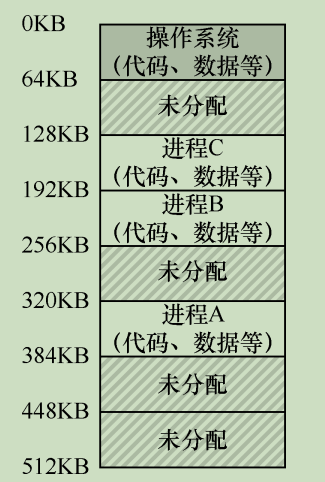 0KB
操作系统
(代码、数据等)
64KB
未分配
128KB
进程C
(代码、数据等)
192KB
进程B
(代码、数据等)
256KB
未分配
320KB
进程A
(代码、数据等)
384KB
未分配
448KB
未分配
512KB